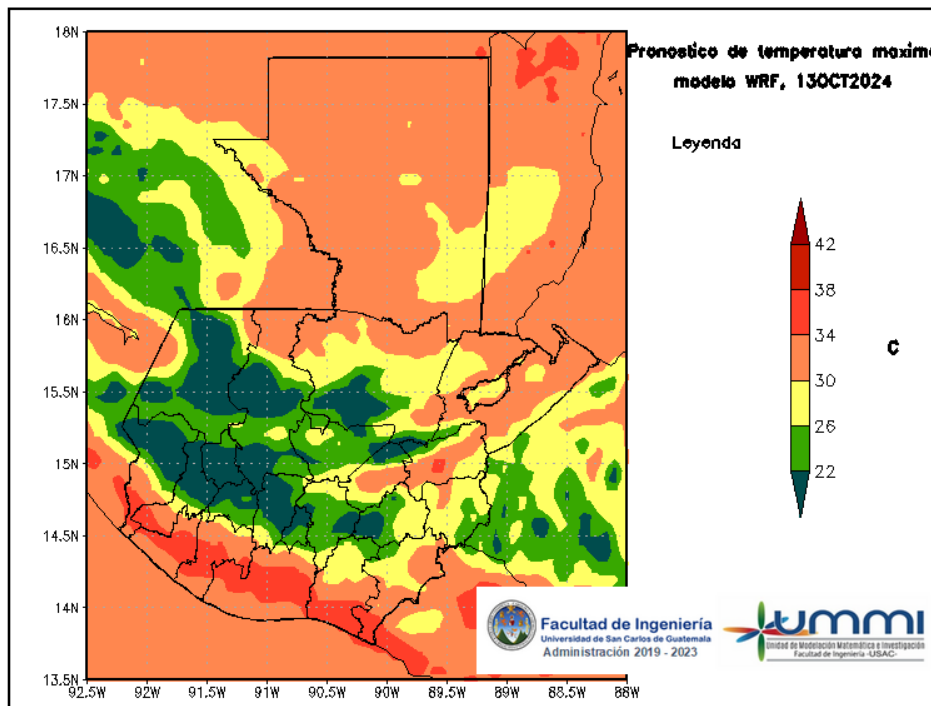 Pronostico de temperatura maxima
modelo WRF, 13OCT2024
Leyenda
18N
17.5N
17N
16.5N
16N
15.5N
15N
14.5N
14N
13.5N
92.5W 92W 91.5W 91W 90.5W 90W 89.5W 89W 88.5W 88W
42
38
34
30
26
22
C
Facultad de Ingeniería
Universidad de San Carlos de Guatemala
Administración 2019 - 2023
UMMI
Unidad de Modelación Matemática e Investigación
Facultad de Ingeniería -USAC-